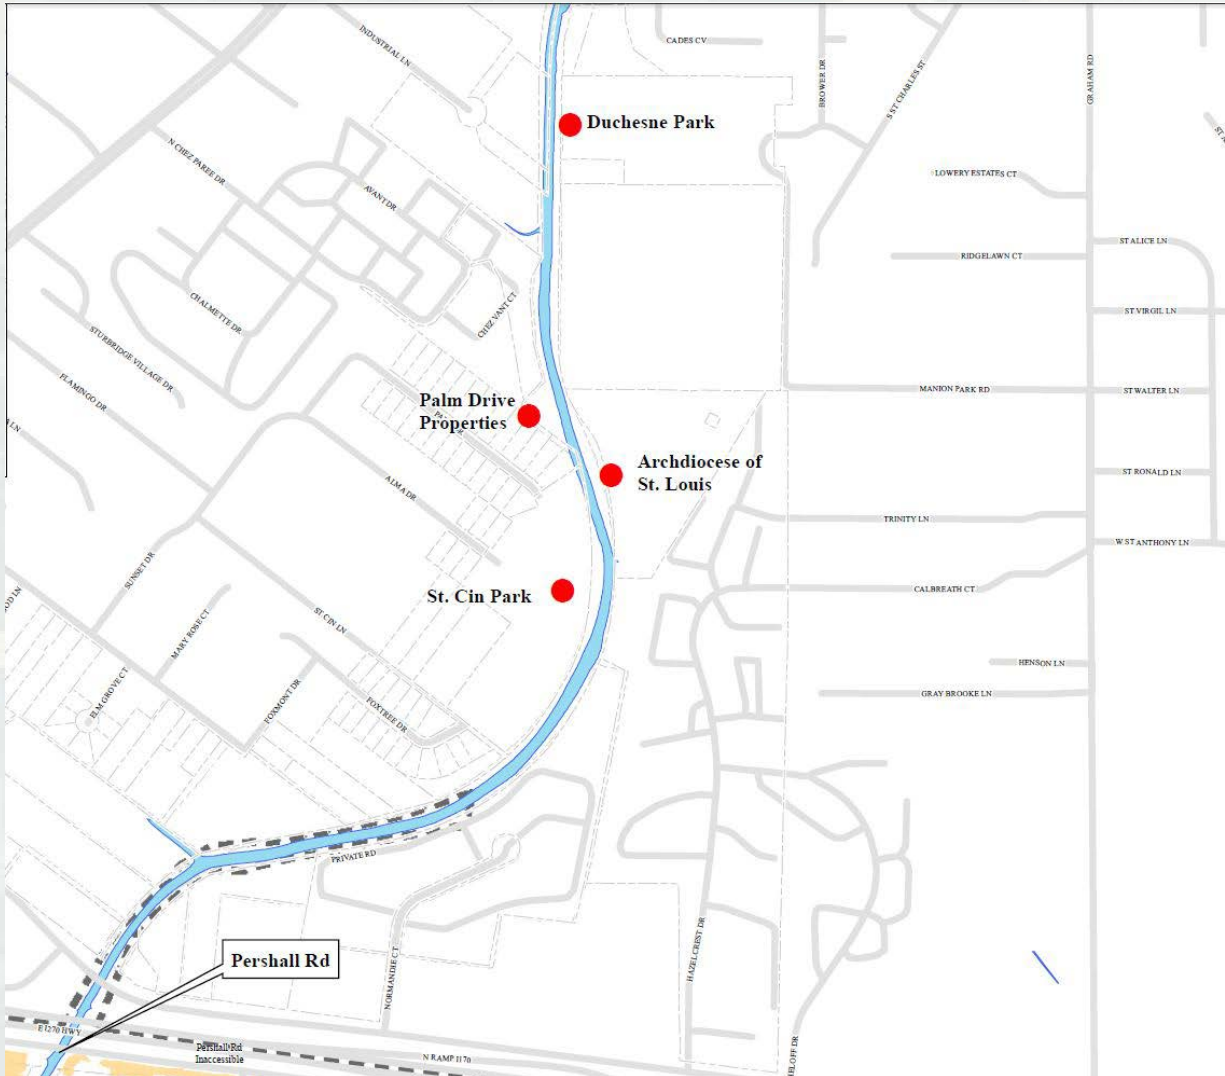 INDUSTRIAL LN
CADES CV
BROWER DR
S ST CHARLES ST
GRAHAM RD
Duchesne Park
N CHEZ PAREE DR
AVANT DR
LOWERY ESTATES CT
ST ALICE LN
RIDGELAWN CT
CHALMETTE DR
CHEZ VANT CT
ST VIRGIL LN
STURBRIDGE VILLAGE DR
FLAMINGO DR
MANION PARK RD
ST WALTER LN
Palm Drive
Properties
Archdiocese of
St. Louis
ST RONALD LN
ALMA DR
TRINITY LN
W ST ANTHONY LN
SUNSET DR
St. Cin Park
CALBREATH CT
MARY ROSE CT
ST CIN LN
HENSON LN
ELM GROVE CT
FOXMONT DR
FOXTREE DR
GRAY BROOKE LN
PRIVATE RD
Pershall Rd
NORMANDIE CT
HAZELCREST DR
E I270 HWY
Pershall Rd
Inaccessible
N RAMP I170
ELOFF DR